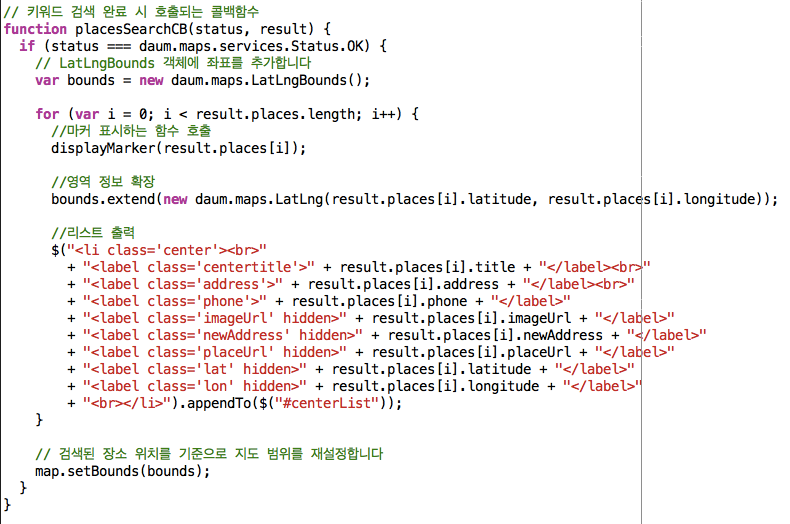 // 키워드 검색 완료 시 호출되는 콜백함수
function placesSearchCB(status, result) {
  if (status === daum.maps.services.Status.OK) {
    // LatLngBounds 객체에 좌표를 추가합니다
    var bounds = new daum.maps.LatLngBounds();

    for (var i = 0; i < result.places.length; i++) {
      //마커 표시하는 함수 호출
      displayMarker(result.places[i]);

      //영역 정보 확장
      bounds.extend(new daum.maps.LatLng(result.places[i].latitude, result.places[i].longitude));

      //리스트 출력
      $("<li class='center'><br>"
        + "<label class='centertitle'>" + result.places[i].title + "</label><br>"
        + "<label class='address'>" + result.places[i].address + "</label><br>"
        + "<label class='phone'>" + result.places[i].phone + "</label>"
        + "<label class='imageUrl' hidden>" + result.places[i].imageUrl + "</label>"
        + "<label class='newAddress' hidden>" + result.places[i].newAddress + "</label>"
        + "<label class='placeUrl' hidden>" + result.places[i].placeUrl + "</label>"
        + "<label class='lat' hidden>" + result.places[i].latitude + "</label>"
        + "<label class='lon' hidden>" + result.places[i].longitude + "</label>"
        + "<br></li>").appendTo($("#centerList"));
    }

    // 검색된 장소 위치를 기준으로 지도 범위를 재설정합니다
    map.setBounds(bounds);
  }
}